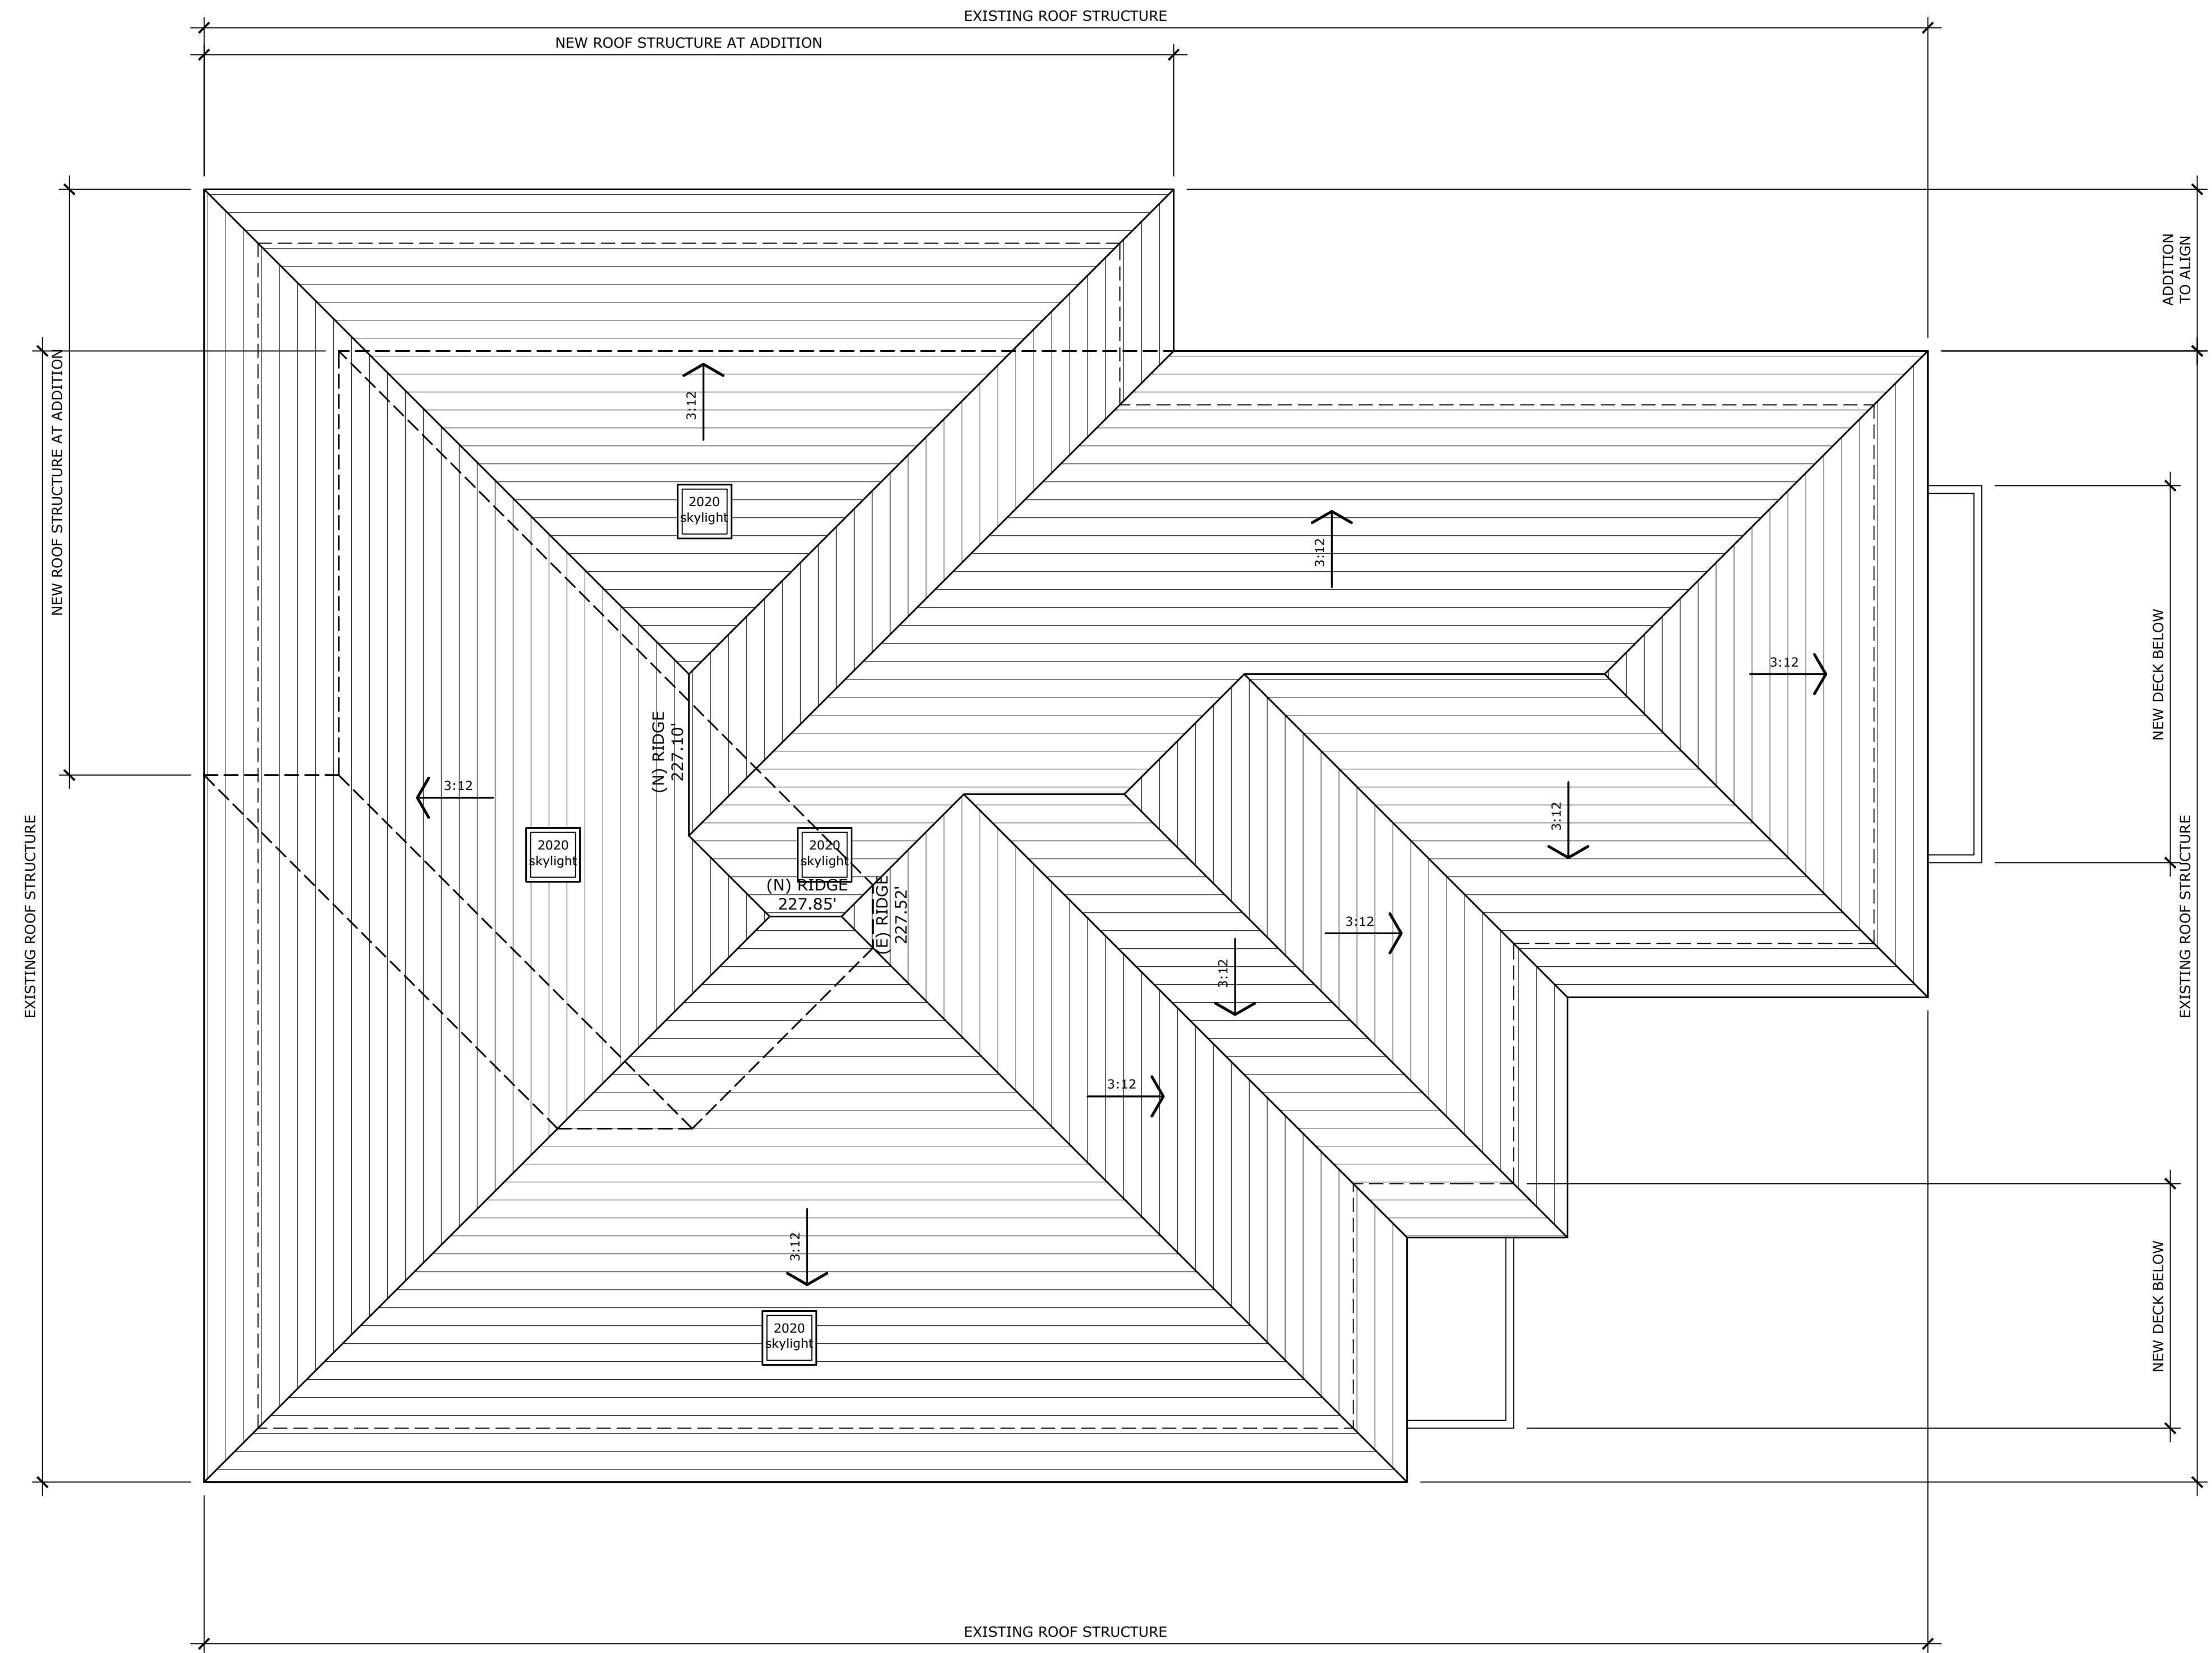 EXISTING ROOF STRUCTURE
NEW ROOF STRUCTURE AT ADDITION
ADDITION
TO ALIGN
NEW ROOF STRUCTURE AT ADDITION
3:12
2020
skylight
3:12
3:12
NEW DECK BELOW
(N) RIDGE
227.10'
3:12
3:12
2020
skylight
2020
skylight
(N) RIDGE
227.85'
(E) RIDGE
227.52'
EXISTING ROOF STRUCTURE
EXISTING ROOF STRUCTURE
3:12
3:12
3:12
3:12
2020
skylight
NEW DECK BELOW
EXISTING ROOF STRUCTURE